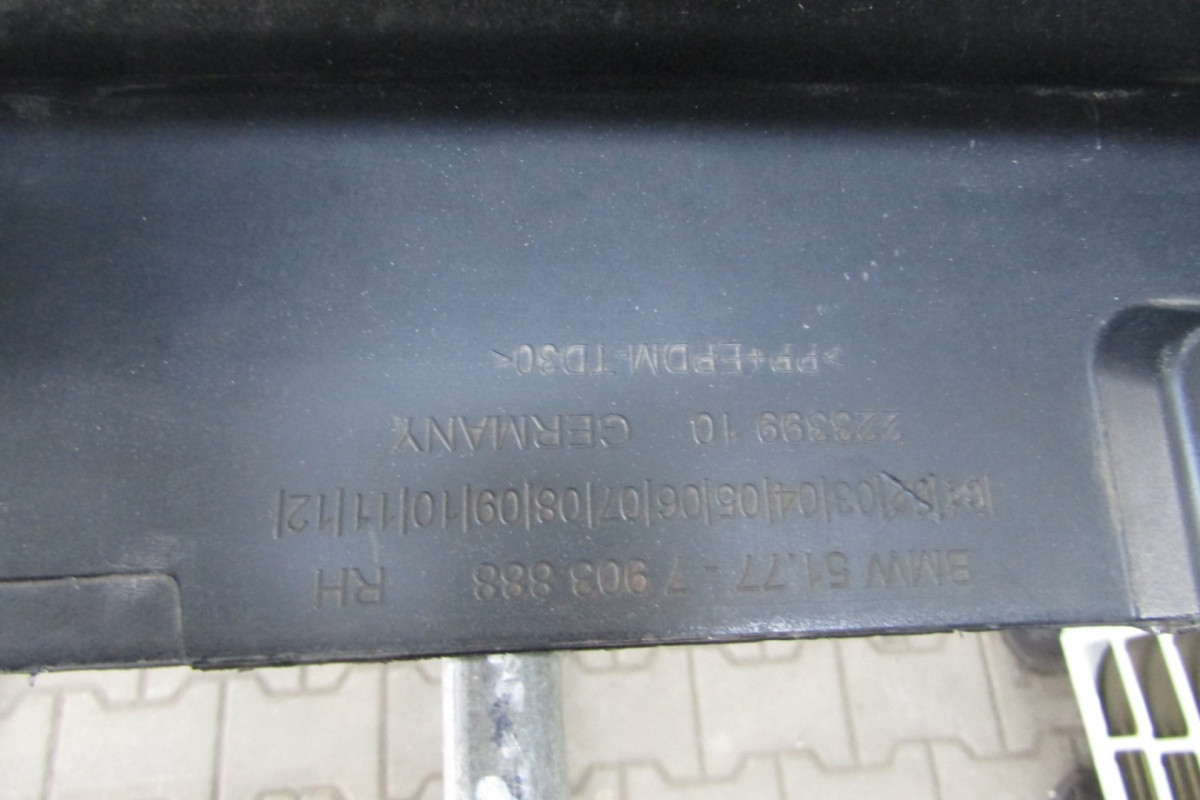 BMW 51.77 - 7 903 888 RH
|03|04|05|06|07|08|09|10|11|12|
223399 10 GERMANY
>PP+EPDM-TD30<